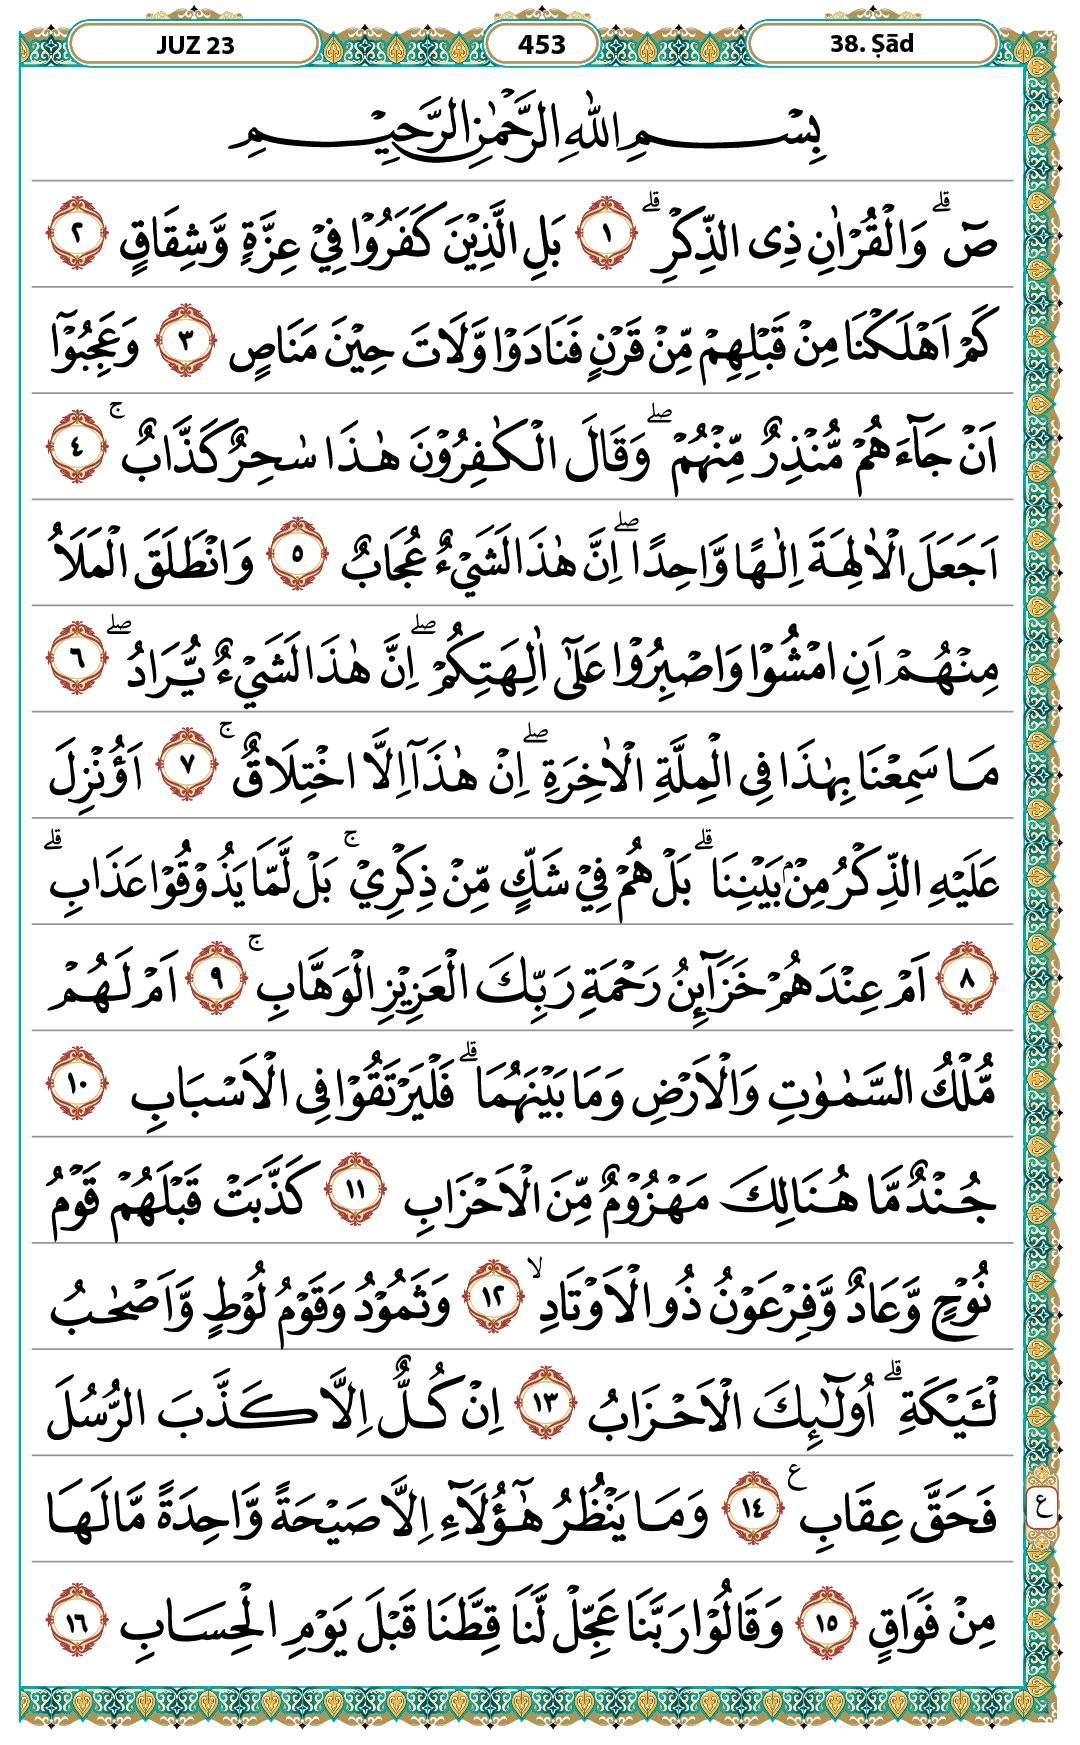 JUZ 23
453
38. Ṣād
بِسْمِ اللّٰهِ الرَّحْمٰنِ الرَّحِيْمِ
صۤ ۗ وَالْقُرْاٰنِ ذِى الذِّكْرِۗ ١ بَلِ الَّذِيْنَ كَفَرُوْا فِيْ عِزَّةٍ وَّشِقَاقٍ ٢
كَمْ اَهْلَكْنَا مِنْ قَبْلِهِمْ مِّنْ قَرْنٍ فَنَادَوْا وَّلَاتَ حِيْنَ مَنَاصٍ ٣ وَعَجِبُوْٓا
اَنْ جَاۤءَهُمْ مُّنْذِرٌ مِّنْهُمْ ۖوَقَالَ الْكٰفِرُوْنَ هٰذَا سٰحِرٌ كَذَّابٌۚ ٤
اَجَعَلَ الْاٰلِهَةَ اِلٰهًا وَّاحِدًا ۖاِنَّ هٰذَا لَشَيْءٌ عُجَابٌ ٥ وَانْطَلَقَ الْمَلَاُ
مِنْهُمْ اَنِ امْشُوْا وَاصْبِرُوْا عَلٰٓى اٰلِهَتِكُمْ ۖاِنَّ هٰذَا لَشَيْءٌ يُّرَادُ ۖ ٦
مَا سَمِعْنَا بِهٰذَا فِى الْمِلَّةِ الْاٰخِرَةِ ۖاِنْ هٰذَآ اِلَّا اخْتِلَاقٌۚ ٧ اَؤُنْزِلَ
عَلَيْهِ الذِّكْرُ مِنْۢ بَيْنِنَا ۗبَلْ هُمْ فِيْ شَكٍّ مِّنْ ذِكْرِيْۚ بَلْ لَّمَّا يَذُوْقُوْا عَذَابِ ۗ
٨ اَمْ عِنْدَهُمْ خَزَاۤىِٕنُ رَحْمَةِ رَبِّكَ الْعَزِيْزِ الْوَهَّابِۚ ٩ اَمْ لَهُمْ
مُّلْكُ السَّمٰوٰتِ وَالْاَرْضِ وَمَا بَيْنَهُمَا ۗفَلْيَرْتَقُوْا فِى الْاَسْبَابِ ١٠
جُنْدٌ مَّا هُنَالِكَ مَهْزُوْمٌ مِّنَ الْاَحْزَابِ ١١ كَذَّبَتْ قَبْلَهُمْ قَوْمُ
نُوْحٍ وَّعَادٌ وَّفِرْعَوْنُ ذُو الْاَوْتَادِۙ ١٢ وَثَمُوْدُ وَقَوْمُ لُوْطٍ وَّاَصْحٰبُ
لْـَٔيْكَةِ ۗ اُولٰۤىِٕكَ الْاَحْزَابُ ١٣ اِنْ كُلٌّ اِلَّا كَذَّبَ الرُّسُلَ
فَحَقَّ عِقَابِ ࣖ ١٤ وَمَا يَنْظُرُ هٰٓؤُلَاۤءِ اِلَّا صَيْحَةً وَّاحِدَةً مَّا لَهَا
ع
مِنْ فَوَاقٍ ١٥ وَقَالُوْا رَبَّنَا عَجِّلْ لَّنَا قِطَّنَا قَبْلَ يَوْمِ الْحِسَابِ ١٦